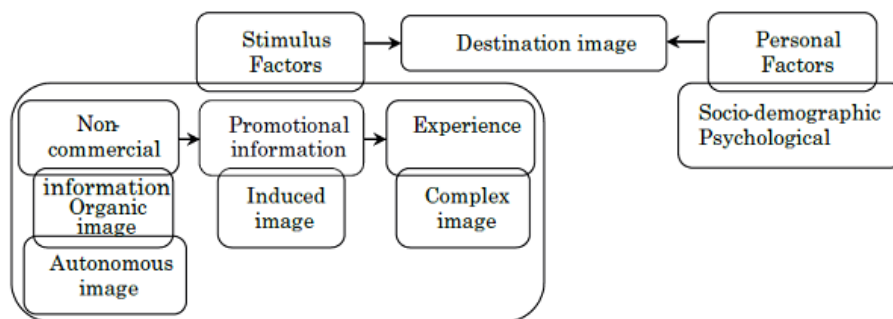 Stimulus
Factors
Destination image
Personal
Factors
Non-
commercial
information
Organic
image
Autonomous
image
Promotional
information
Induced
image
Experience
Complex
image
Socio-demographic
Psychological